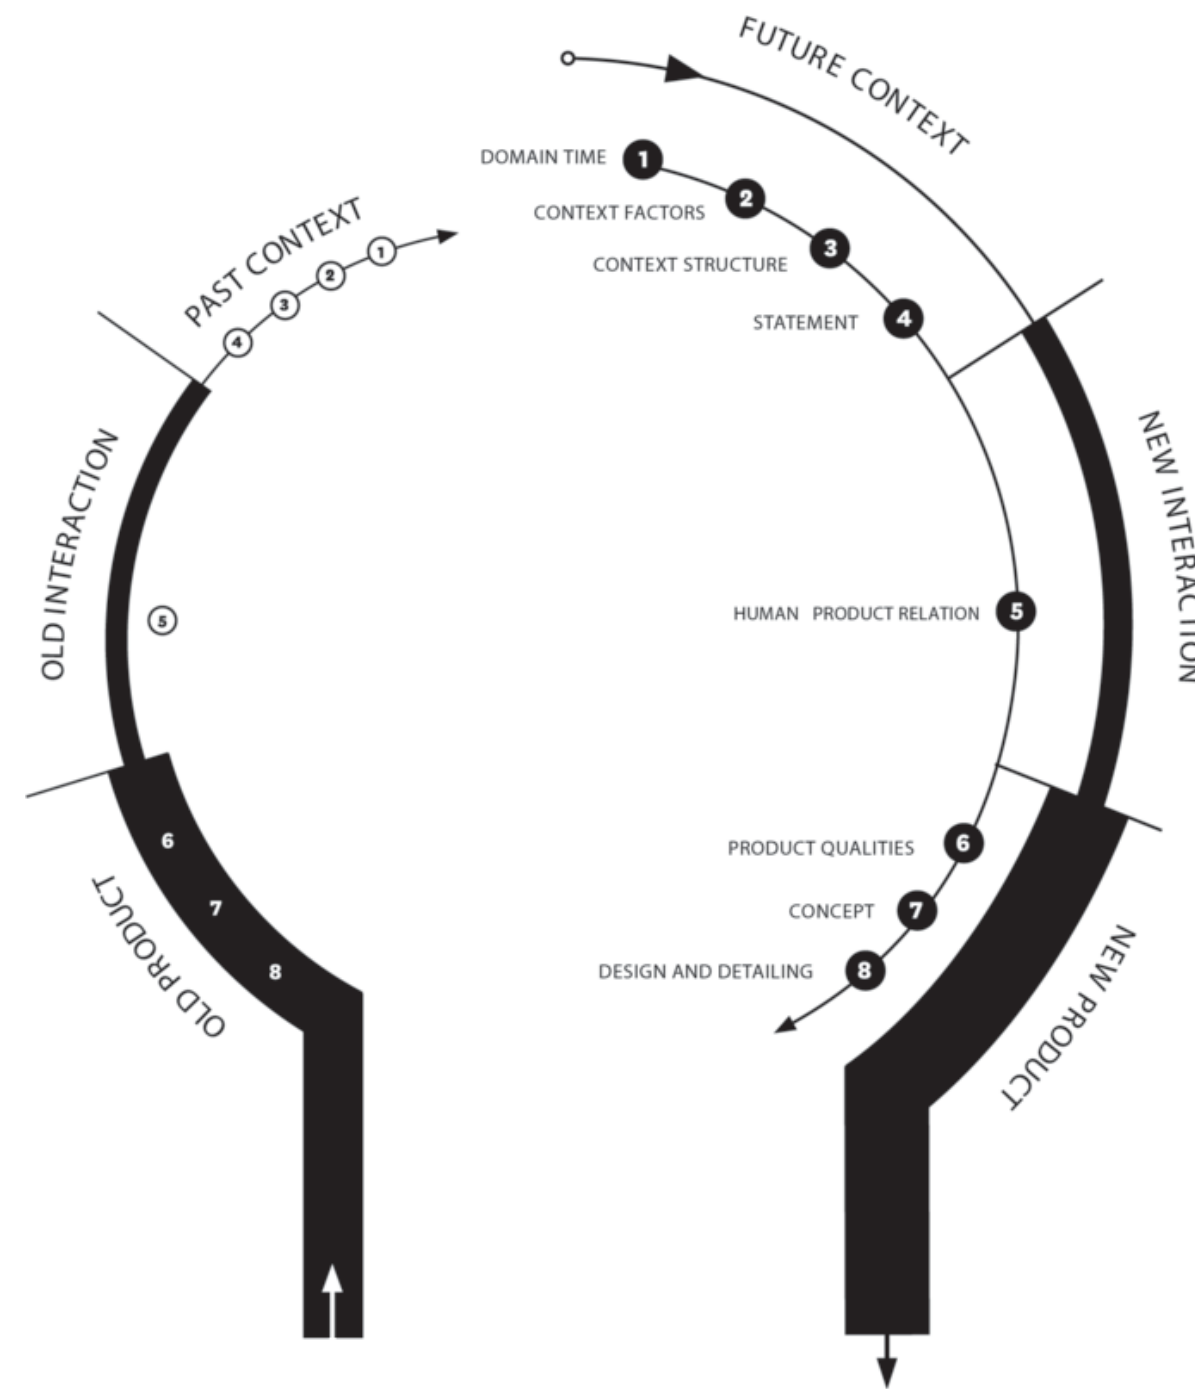 FUTURE CONTEXT
DOMAIN TIME 1
2
CONTEXT FACTORS
3
CONTEXT STRUCTURE
STATEMENT 4
PAST CONTEXT
1
2
3
4
OLD INTERACTION
5
NEW INTERACTION
HUMAN PRODUCT RELATION 5
6
7
8
OLD PRODUCT
PRODUCT QUALITIES 6
CONCEPT 7
DESIGN AND DETAILING 8
NEW PRODUCT